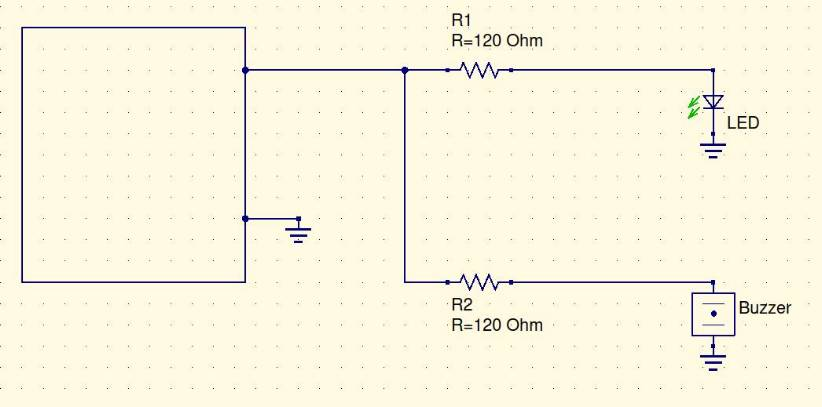 R1
R=120 Ohm
LED
R2
R=120 Ohm
Buzzer